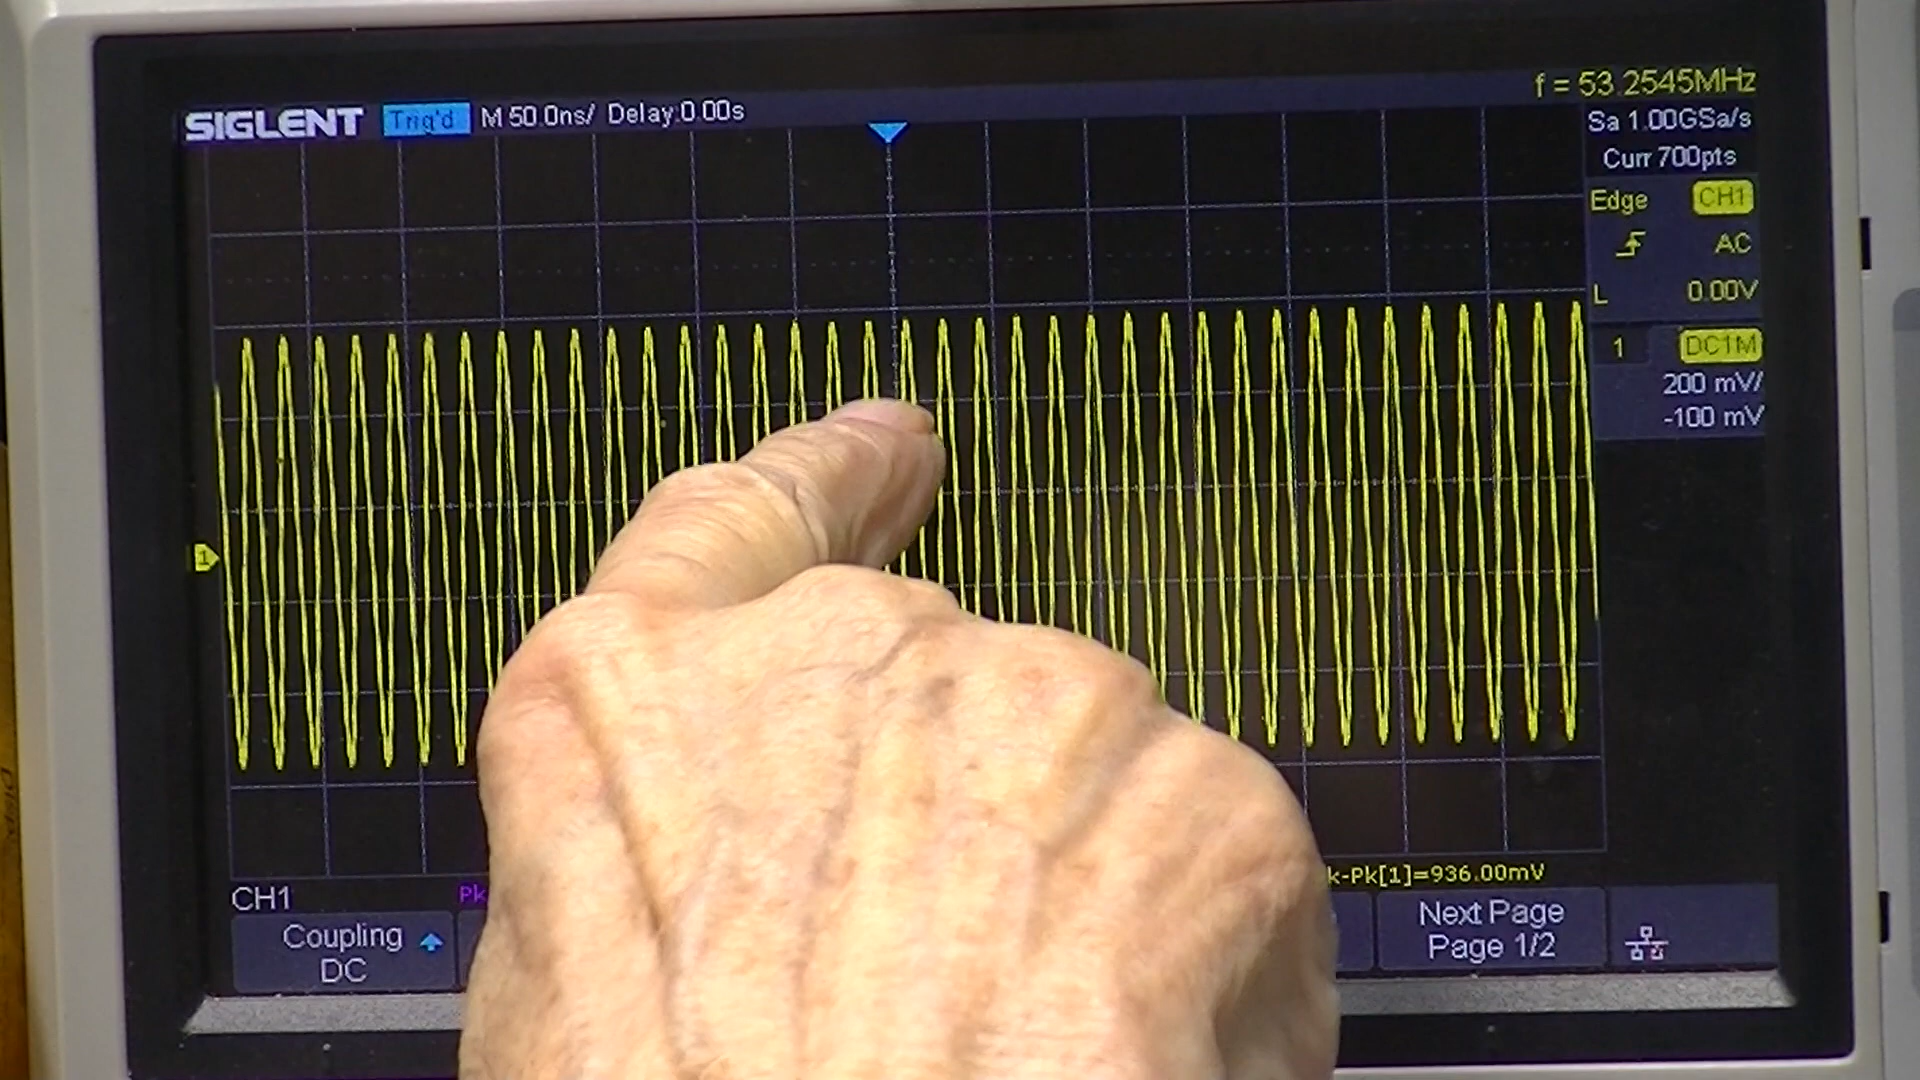 f = 53.2545MHz
SIGLENT Trig'd M 50.0ns/ Delay:0.00s
Sa 1.00GSa/s
Curr 700pts
Edge CH1
AC
L 0.00V
1 DC1M
200 mV/
-100 mV
1
k-Pk[1]=936.00mV
CH1 Pk
Coupling
DC
Next Page
Page 1/2